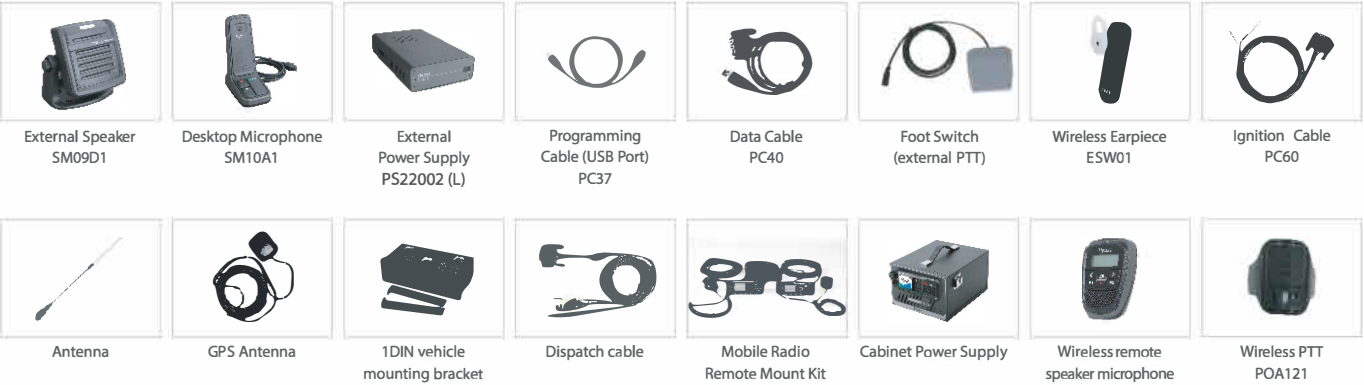 External Speaker
SM09D1
Desktop Microphone
SM10A1
External
Power Supply
PS22002 (L)
Programming
Cable (USB Port)
PC37
Data Cable
PC40
Foot Switch
(external PTT)
Wireless Earpiece
ESW01
Ignition Cable
PC60
Antenna
GPS Antenna
1DIN vehicle
mounting bracket
Dispatch cable
Mobile Radio
Remote Mount Kit
Cabinet Power Supply
Wireless remote
speaker microphone
Wireless PTT
POA121